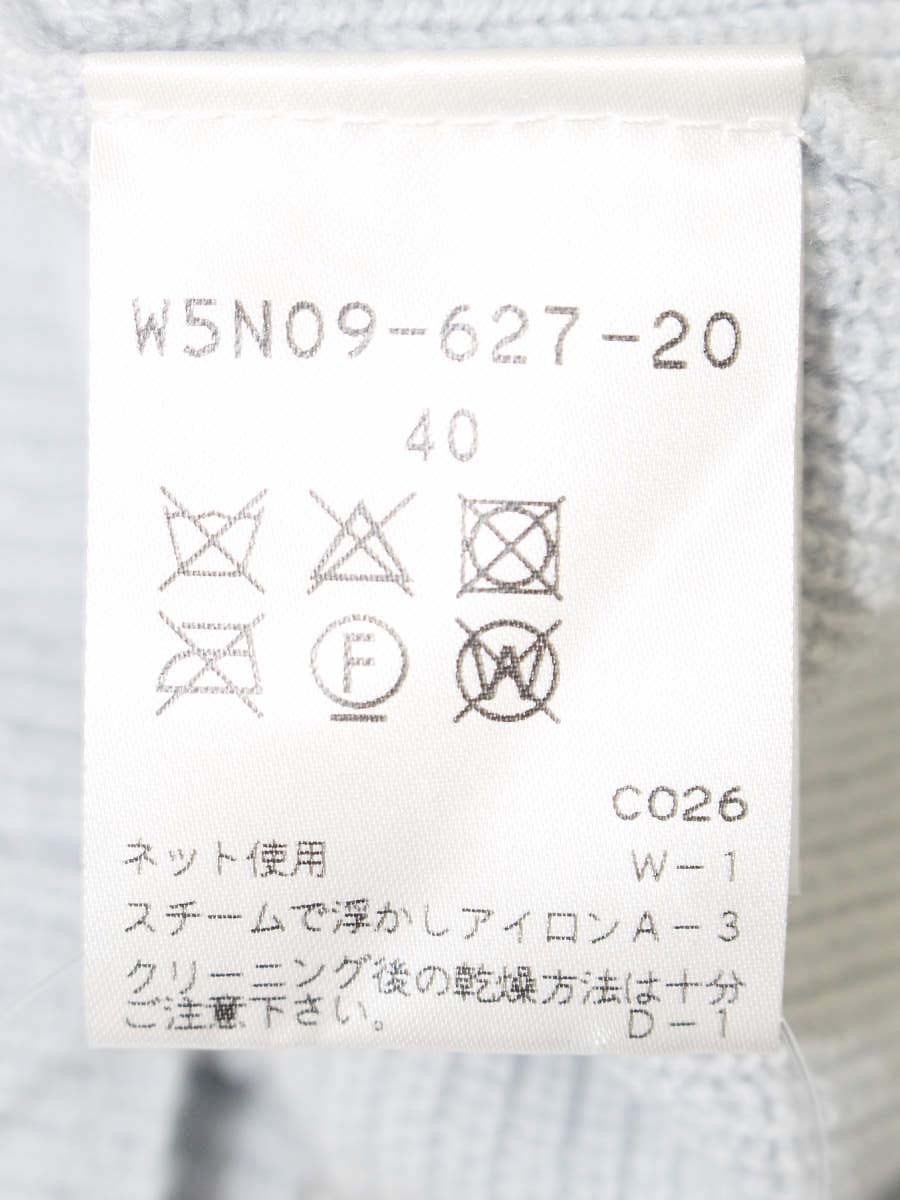 W5N09-627-20
40
F
W
C026
ネット使用 W-1
スチームで浮かしアイロン A-3
クリーニング後の乾燥方法は十分
ご注意下さい。 D-1